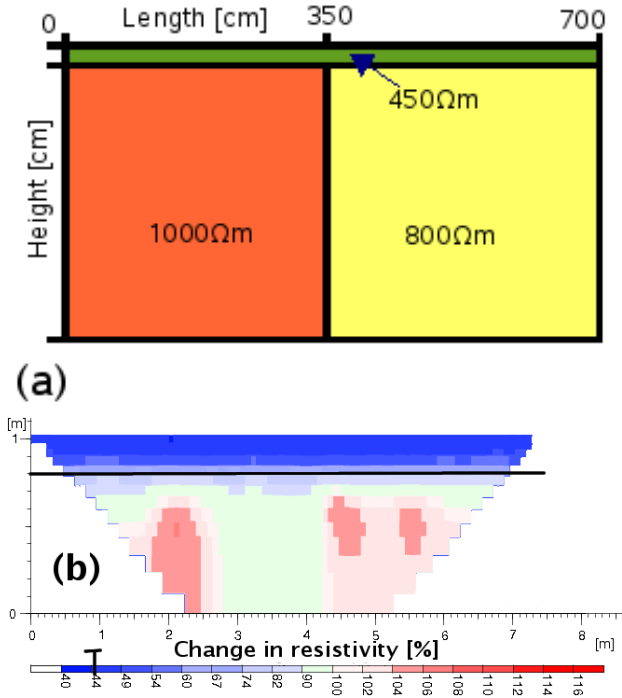 0 Length [cm] 350 700
450Ωm
Height [cm]
1000Ωm 800Ωm
(a)
[m]
1
(b)
0
0 1 2 3 4 5 6 7 8 [m]
Change in resistivity [%]
40 44 49 54 60 67 74 82 90 100 102 104 106 108 110 112 114 116